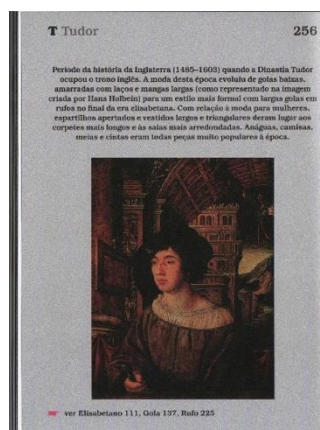 T Tudor 256
Período da história da Inglaterra (1485–1603) quando a Dinastia Tudor
ocupou o trono inglês. A moda desta época evoluiu de golas baixas,
amarradas com laços e mangas largas (como representado na imagem
criada por Hans Holbein) para um estilo mais formal com largas golas em
rufos no final da era elisabetana. Com relação à moda para mulheres,
espartilhos apertados e vestidos largos e triangulares deram lugar aos
corpetes mais longos e às saias mais arredondadas. Anáguas, camisas,
meias e cintas eram todas peças muito populares à época.
ver Elisabetano 111, Gola 137, Rufo 225